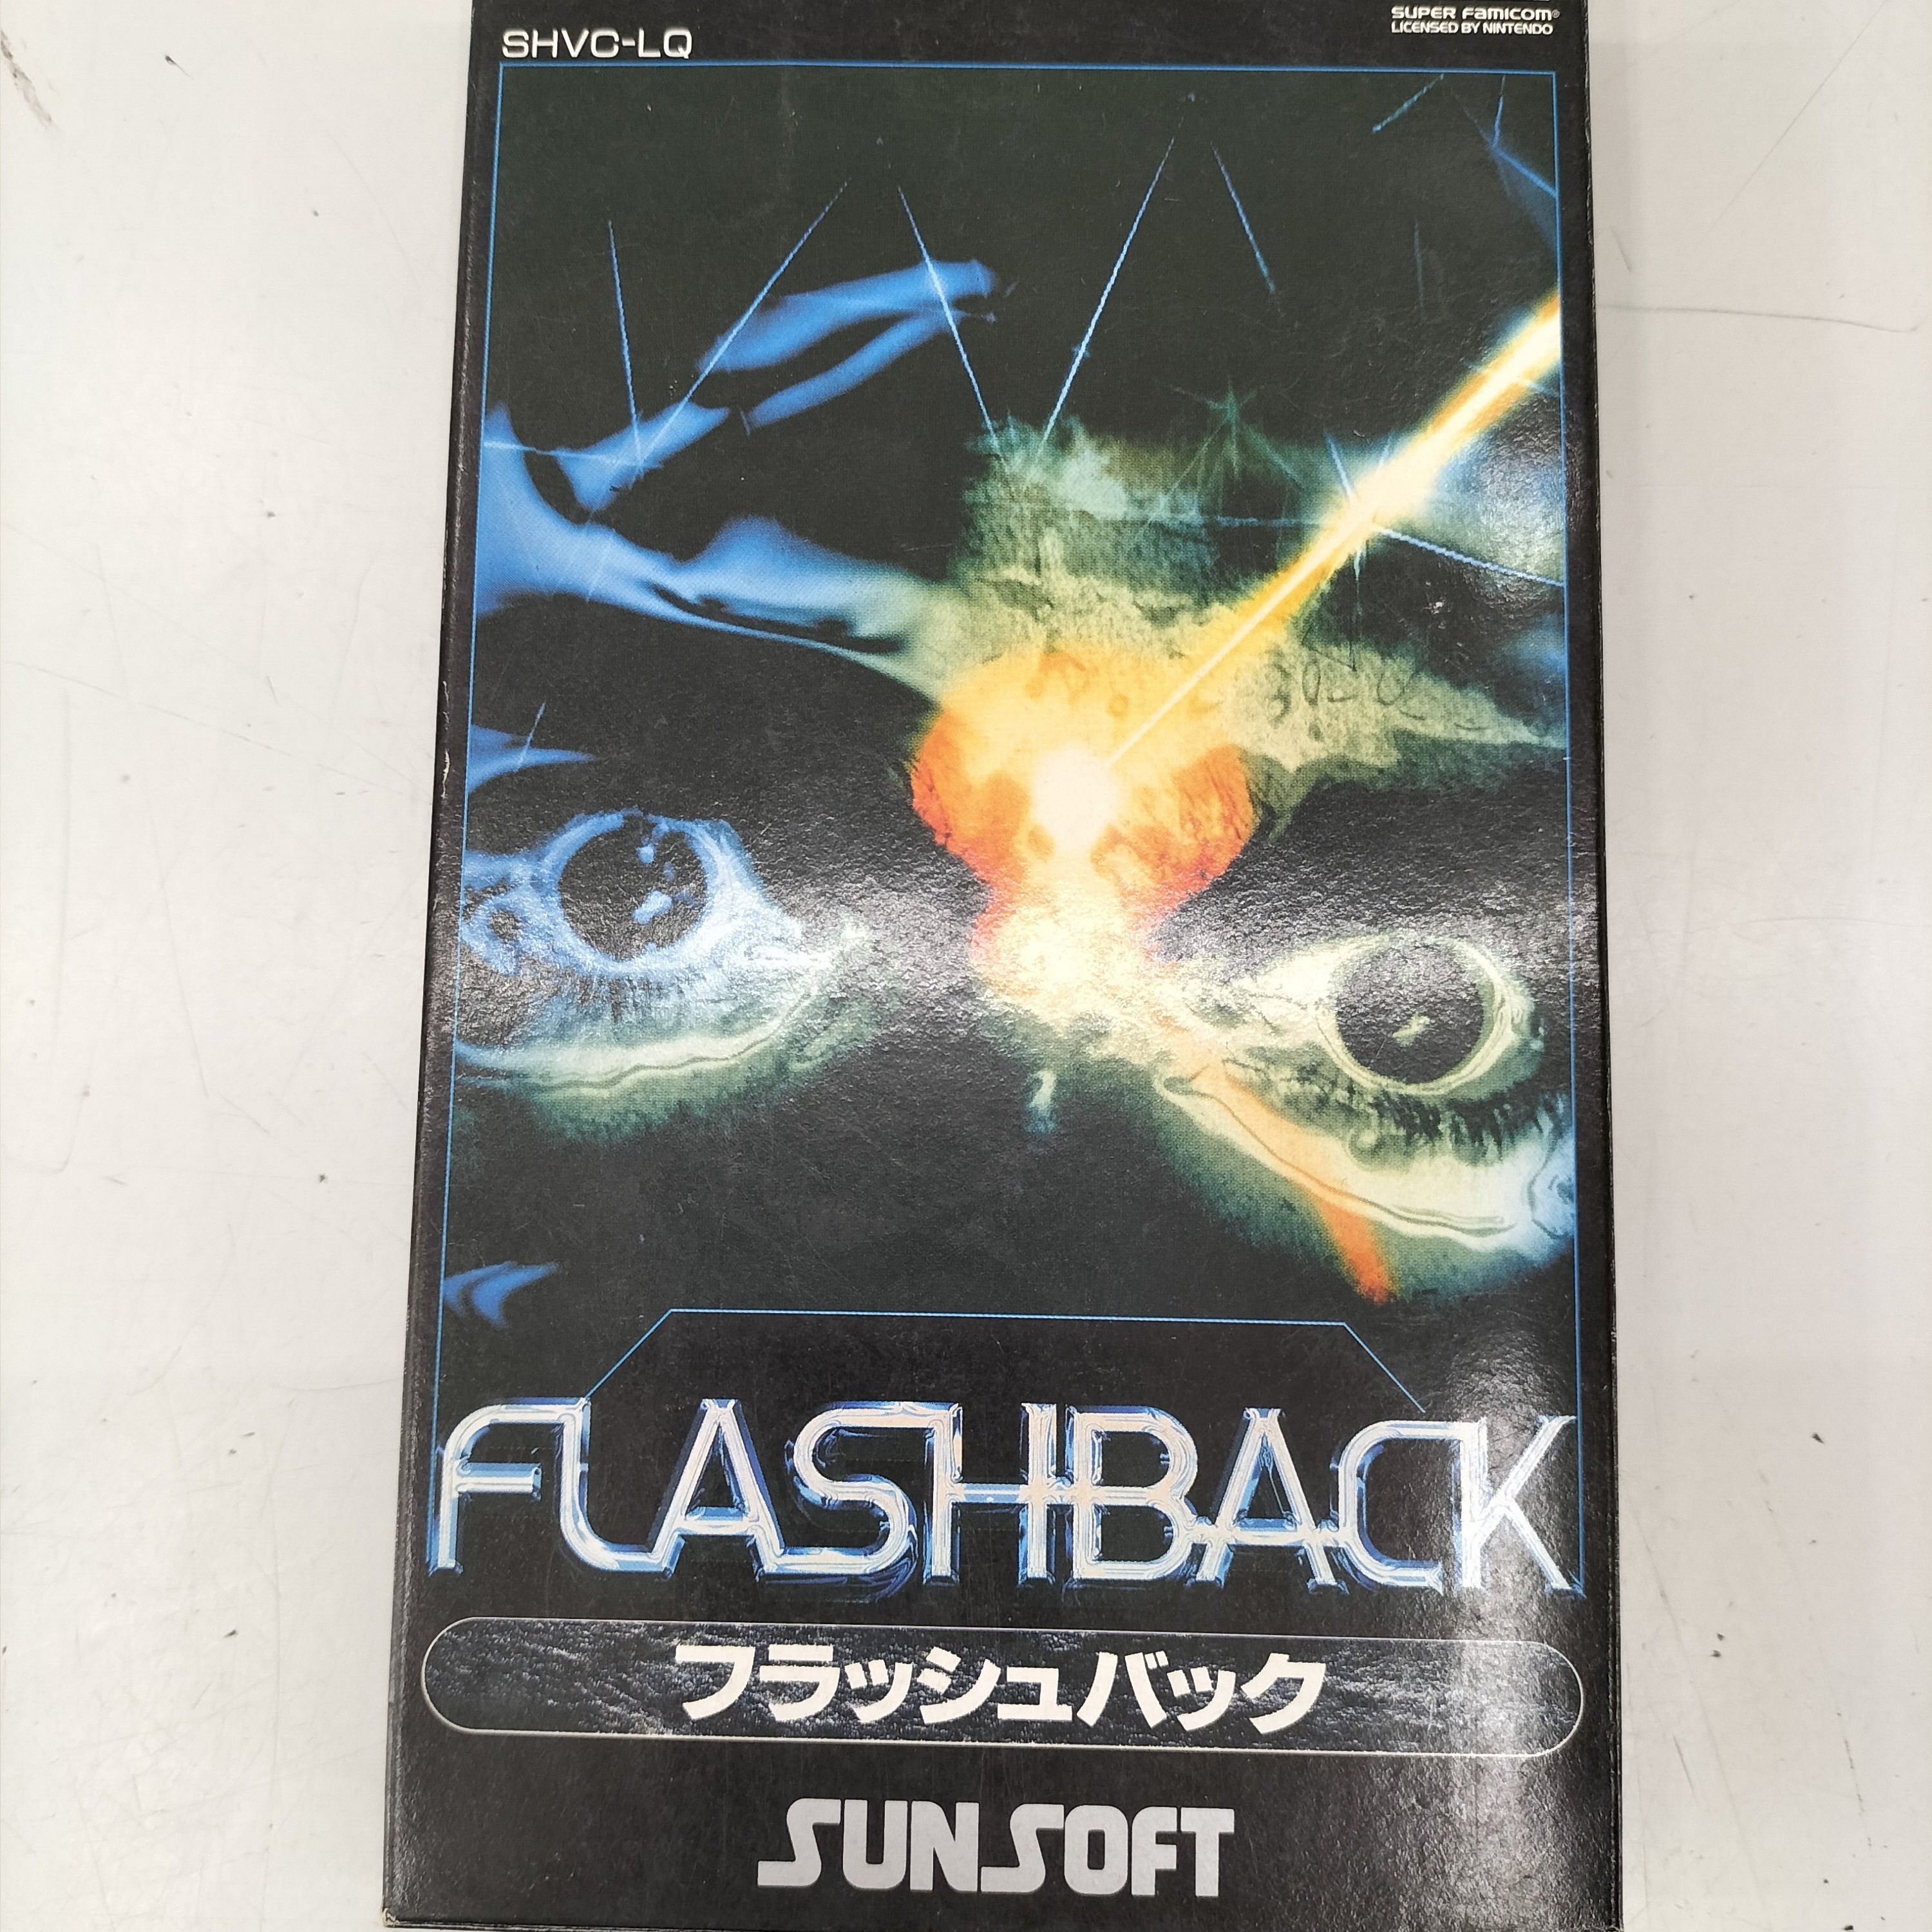 SHVC-LQ
SUPER FAMICOM®
LICENSED BY NINTENDO
FLASHBACK
フラッシュバック
SUNSOFT